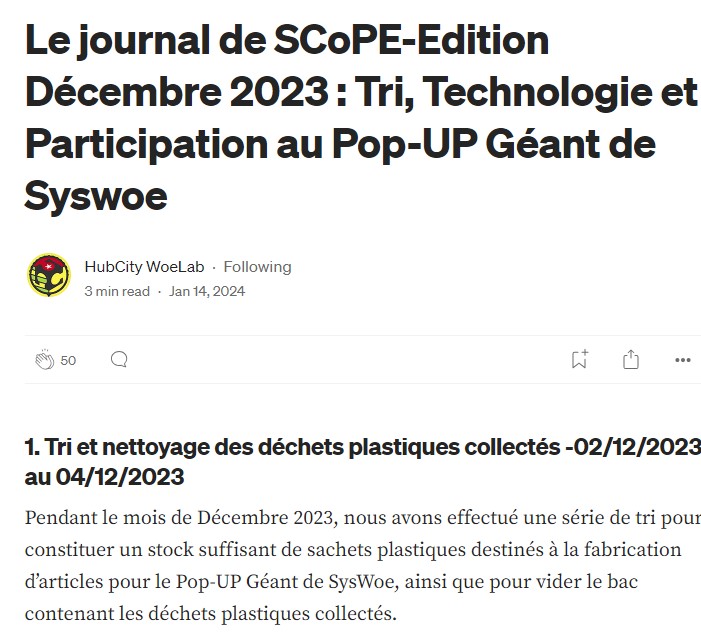 Le journal de SCoPE-Edition
Décembre 2023 : Tri, Technologie et
Participation au Pop-UP Géant de
Syswoe
HubCity WoeLab · Following
3 min read · Jan 14, 2024
50
1. Tri et nettoyage des déchets plastiques collectés -02/12/2023
au 04/12/2023
Pendant le mois de Décembre 2023, nous avons effectué une série de tri pour
constituer un stock suffisant de sachets plastiques destinés à la fabrication
d’articles pour le Pop-UP Géant de SysWoe, ainsi que pour vider le bac
contenant les déchets plastiques collectés.